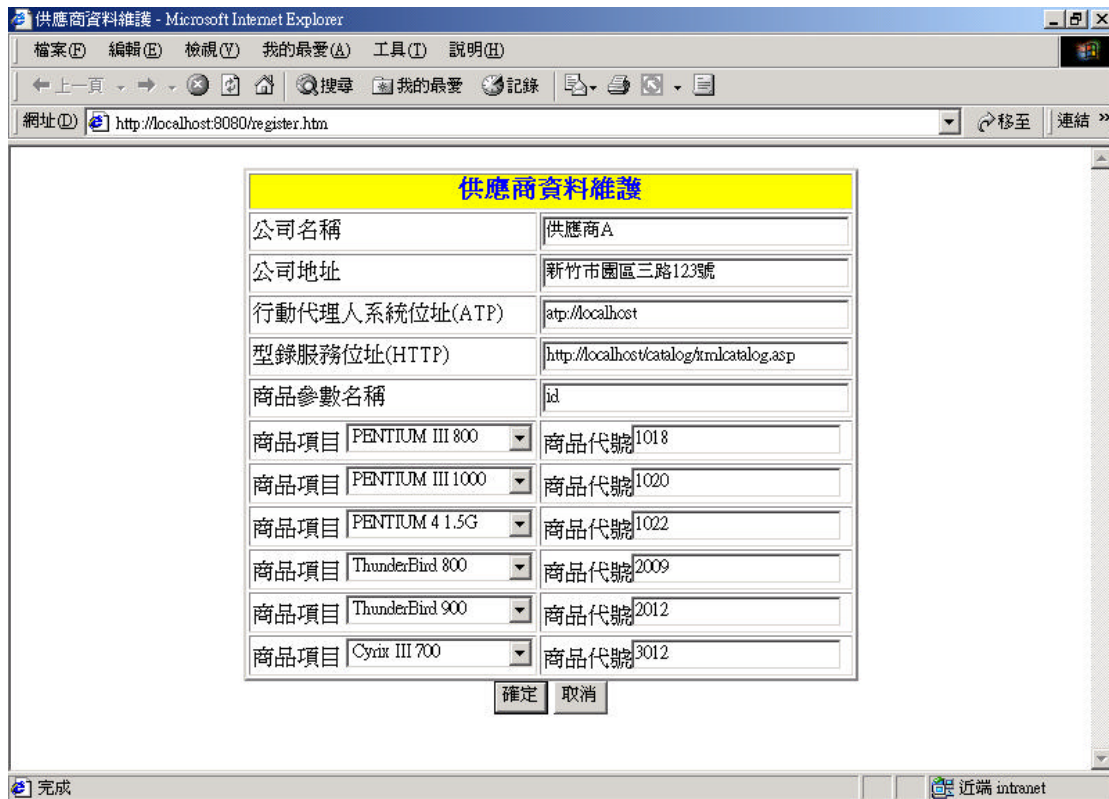 供應商資料維護 - Microsoft Internet Explorer
檔案(F) 編輯(E) 檢視(V) 我的最愛(A) 工具(T) 說明(H)
上一頁 搜尋 我的最愛 記錄
網址(D) http://localhost:8080/register.htm 移至 連結 »
供應商資料維護
公司名稱 供應商A
公司地址 新竹市園區三路123號
行動代理人系統位址(ATP) atp://localhost
型錄服務位址(HTTP) http://localhost/catalog/xmlcatalog.asp
商品參數名稱 id
商品項目 PENTIUM III 800 商品代號 1018
商品項目 PENTIUM III 1000 商品代號 1020
商品項目 PENTIUM 4 1.5G 商品代號 1022
商品項目 ThunderBird 800 商品代號 2009
商品項目 ThunderBird 900 商品代號 2012
商品項目 Cyrix III 700 商品代號 3012
確定 取消
完成 近端 intranet